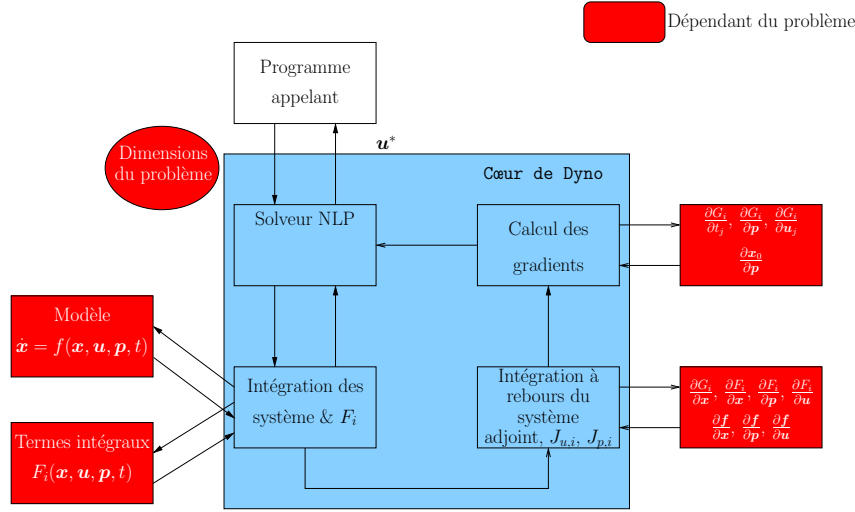 Dépendant du problème
Programme
appelant
u*
Dimensions
du problème
Cœur de Dyno
Solveur NLP
Calcul des
gradients
∂G_i/∂t_j, ∂G_i/∂p, ∂G_i/∂u_j
∂x_0/∂p
Modèle
ẋ = f(x, u, p, t)
Intégration des
système & F_i
Termes intégraux
F_i(x, u, p, t)
Intégration à
rebours du
système
adjoint, J_{u,i}, J_{p,i}
∂G_i/∂x, ∂F_i/∂x, ∂F_i/∂p, ∂F_i/∂u
∂f/∂x, ∂f/∂p, ∂f/∂u